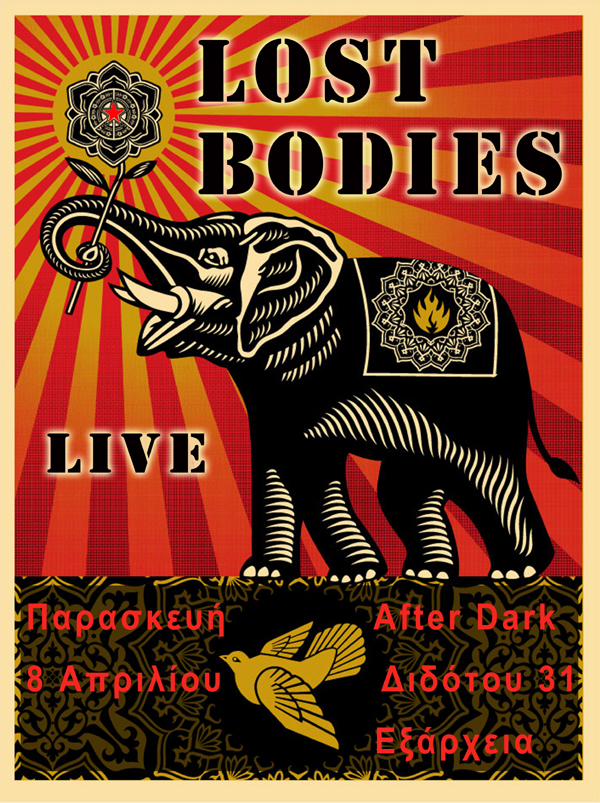 LOST
BODIES
LIVE
Παρασκευή
8 Απριλίου
After Dark
Διδότου 31
Εξάρχεια